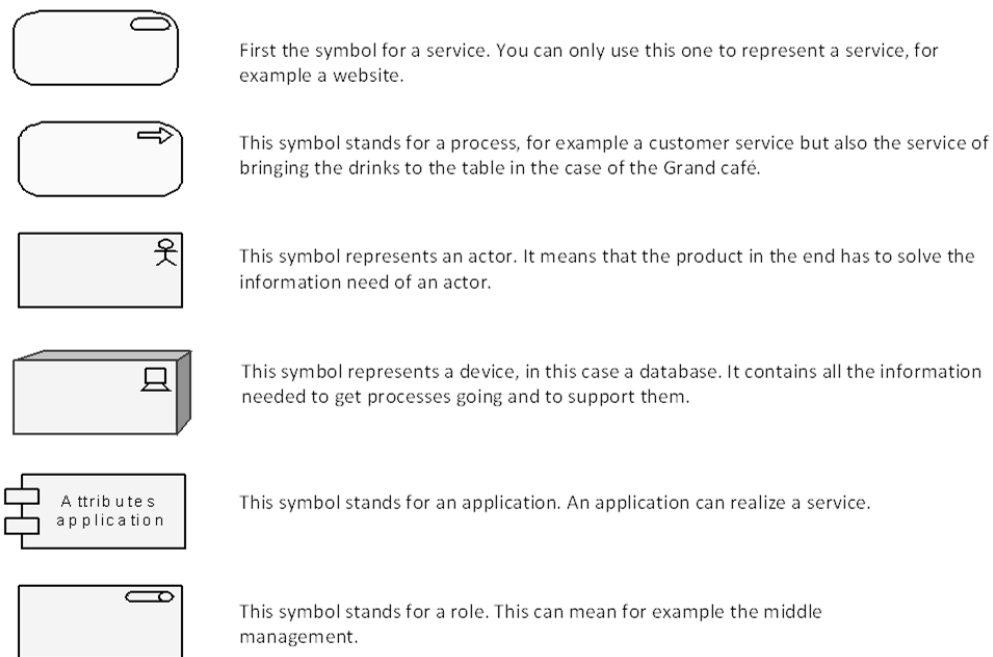 First the symbol for a service. You can only use this one to represent a service, for
example a website.
This symbol stands for a process, for example a customer service but also the service of
bringing the drinks to the table in the case of the Grand café.
This symbol represents an actor. It means that the product in the end has to solve the
information need of an actor.
This symbol represents a device, in this case a database. It contains all the information
needed to get processes going and to support them.
Attributes
application
This symbol stands for an application. An application can realize a service.
This symbol stands for a role. This can mean for example the middle
management.